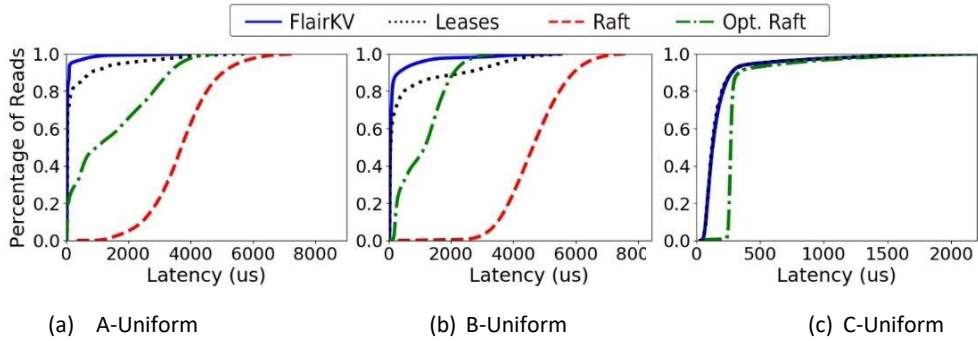 FlairKV Leases Raft Opt. Raft
Percentage of Reads
1.0 1.0 1.0
0.8 0.8 0.8
0.6 0.6 0.6
0.4 0.4 0.4
0.2 0.2 0.2
0.0 0.0 0.0
0 2000 4000 6000 8000 0 2000 4000 6000 800 0 500 1000 1500 2000
Latency (us) Latency (us) Latency (us)
(a) A-Uniform (b) B-Uniform (c) C-Uniform